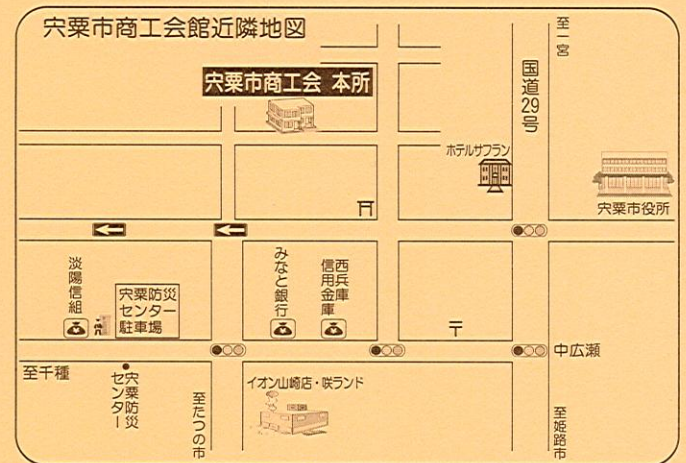 宍粟市商工会館近隣地図
至一宮
宍粟市商工会 本所
国道29号
ホテルサフラン
宍粟市役所
淡陽信組
宍粟防災
センター
駐車場
みなと銀行
西兵庫
信用金庫
〒
中広瀬
至千種
宍粟防災
センター
至たつの市
イオン山崎店・咲ランド
至姫路市